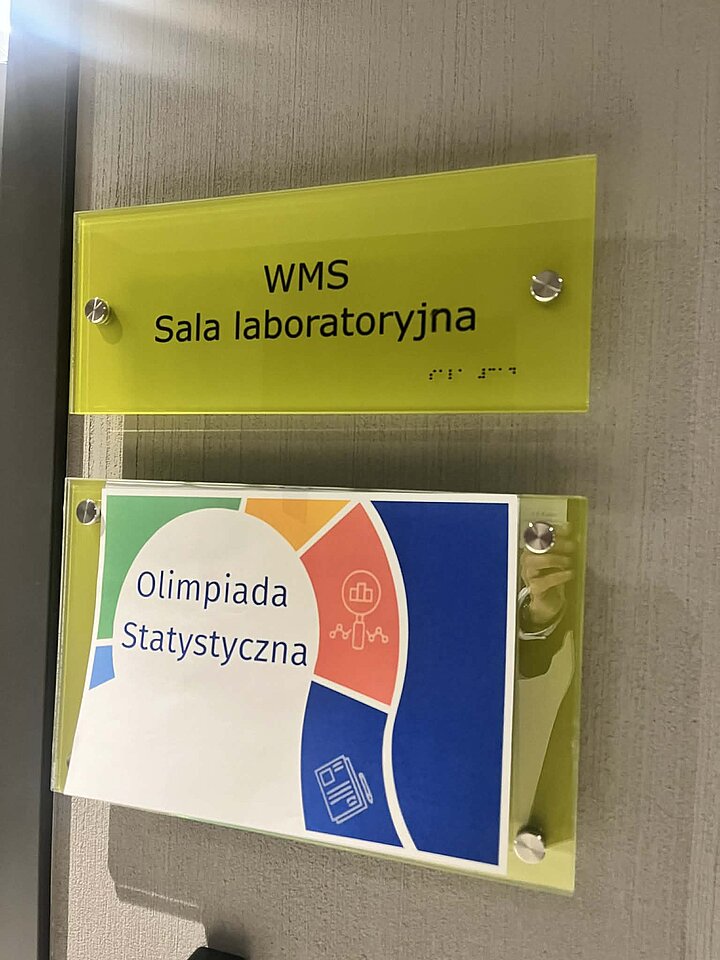 WMS
Sala laboratoryjna
Olimpiada
Statystyczna